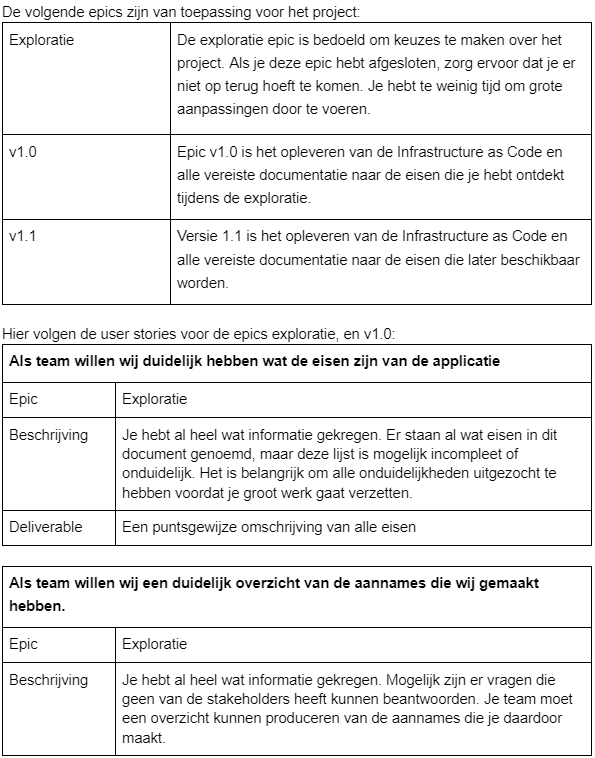 De volgende epics zijn van toepassing voor het project:
Exploratie
De exploratie epic is bedoeld om keuzes te maken over het
project. Als je deze epic hebt afgesloten, zorg ervoor dat je er
niet op terug hoeft te komen. Je hebt te weinig tijd om grote
aanpassingen door te voeren.
v1.0
Epic v1.0 is het opleveren van de Infrastructure as Code en
alle vereiste documentatie naar de eisen die je hebt ontdekt
tijdens de exploratie.
v1.1
Versie 1.1 is het opleveren van de Infrastructure as Code en
alle vereiste documentatie naar de eisen die later beschikbaar
worden.
Hier volgen de user stories voor de epics exploratie, en v1.0:
Als team willen wij duidelijk hebben wat de eisen zijn van de applicatie
Epic
Exploratie
Beschrijving
Je hebt al heel wat informatie gekregen. Er staan al wat eisen in dit
document genoemd, maar deze lijst is mogelijk incompleet of
onduidelijk. Het is belangrijk om alle onduidelijkheden uitgezocht te
hebben voordat je groot werk gaat verzetten.
Deliverable
Een puntsgewijze omschrijving van alle eisen
Als team willen wij een duidelijk overzicht van de aannames die wij gemaakt
hebben.
Epic
Exploratie
Beschrijving
Je hebt al heel wat informatie gekregen. Mogelijk zijn er vragen die
geen van de stakeholders heeft kunnen beantwoorden. Je team moet
een overzicht kunnen produceren van de aannames die je daardoor
maakt.